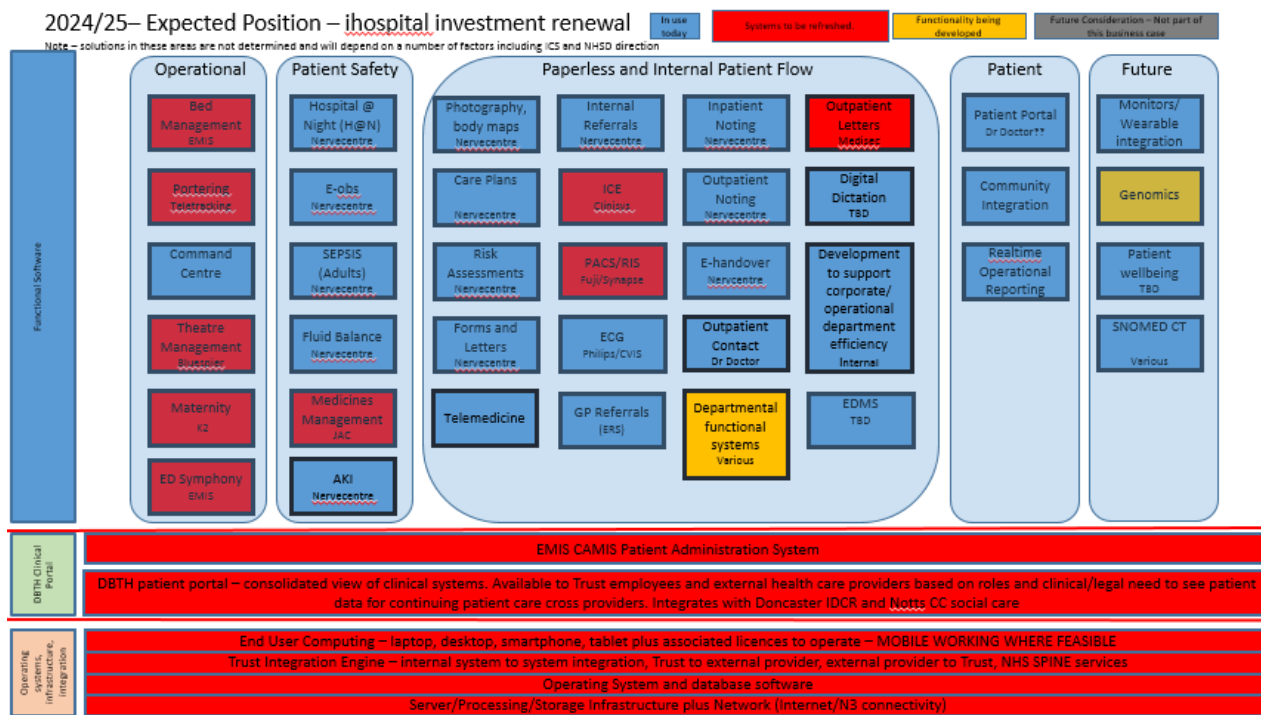 2024/25– Expected Position – ihospital investment renewal
Note – solutions in these areas are not determined and will depend on a number of factors including ICS and NHSD direction
In use
today
Systems to be refreshed.
Functionality being
developed
Future Consideration – Not part of
this business case
Functional Software
Operational
Bed
Management
EMIS
Portering
Teletracking
Command
Centre
Theatre
Management
Bluespier
Maternity
K2
ED Symphony
EMIS
Patient Safety
Hospital @
Night (H@N)
Nervecentre
E-obs
Nervecentre
SEPSIS
(Adults)
Nervecentre
Fluid Balance
Nervecentre
Medicines
Management
JAC
AKI
Nervecentre
Paperless and Internal Patient Flow
Photography,
body maps
Nervecentre
Care Plans
Nervecentre
Risk
Assessments
Nervecentre
Forms and
Letters
Nervecentre
Telemedicine
Internal
Referrals
Nervecentre
ICE
Clinisys
PACS/RIS
Fuji/Synapse
ECG
Philips/CVIS
GP Referrals
(ERS)
Inpatient
Noting
Nervecentre
Outpatient
Noting
Nervecentre
E-handover
Nervcentre
Outpatient
Contact
Dr Doctor
Departmental
functional
systems
Various
Outpatient
Letters
Medisec
Digital
Dictation
TBD
Development
to support
corporate/
operational
department
efficiency
Internal
EDMS
TBD
Patient
Patient Portal
Dr Doctor??
Community
Integration
Realtime
Operational
Reporting
Future
Monitors/
Wearable
integration
Genomics
Patient
wellbeing
TBD
SNOMED CT
Various
DBTH Clinical
Portal
EMIS CAMIS Patient Administration System
DBTH patient portal – consolidated view of clinical systems. Available to Trust employees and external health care providers based on roles and clinical/legal need to see patient
data for continuing patient care cross providers. Integrates with Doncaster IDCR and Notts CC social care
Operating
systems,
infrastructure,
integration
End User Computing – laptop, desktop, smartphone, tablet plus associated licences to operate – MOBILE WORKING WHERE FEASIBLE
Trust Integration Engine – internal system to system integration, Trust to external provider, external provider to Trust, NHS SPINE services
Operating System and database software
Server/Processing/Storage Infrastructure plus Network (Internet/N3 connectivity)